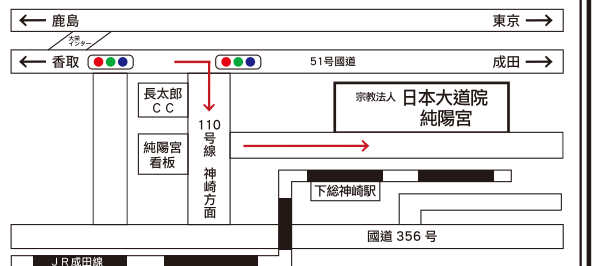 鹿島
東京
大栄
インター
香取
51号國道
成田
長太郎
CC
宗教法人 日本大道院
純陽宮
110号線 神崎方面
純陽宮
看板
下総神崎駅
國道 356 号
JR成田線